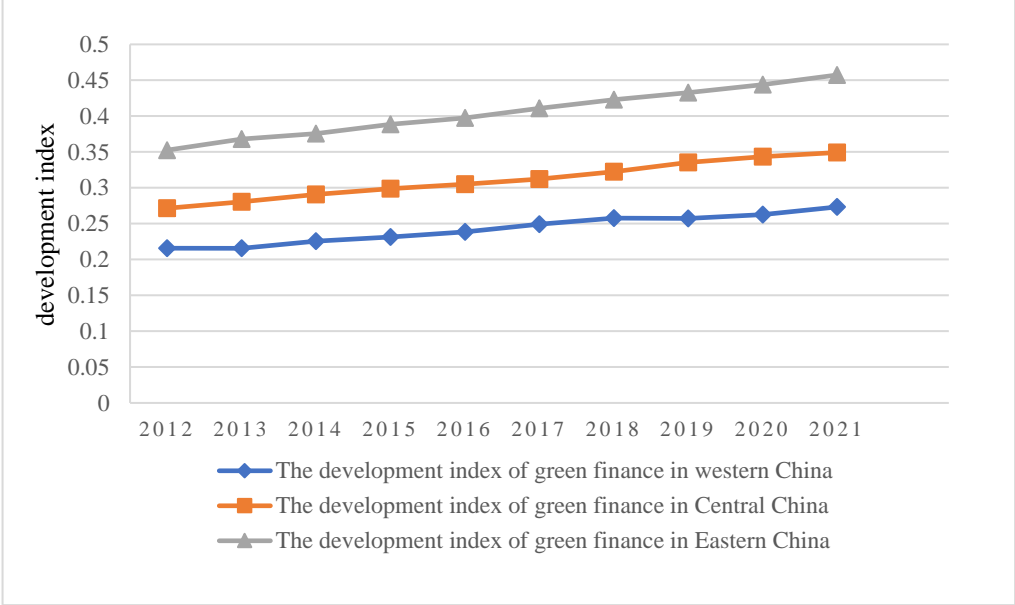 development index
0.5
0.45
0.4
0.35
0.3
0.25
0.2
0.15
0.1
0.05
0
2012 2013 2014 2015 2016 2017 2018 2019 2020 2021
The development index of green finance in western China
The development index of green finance in Central China
The development index of green finance in Eastern China